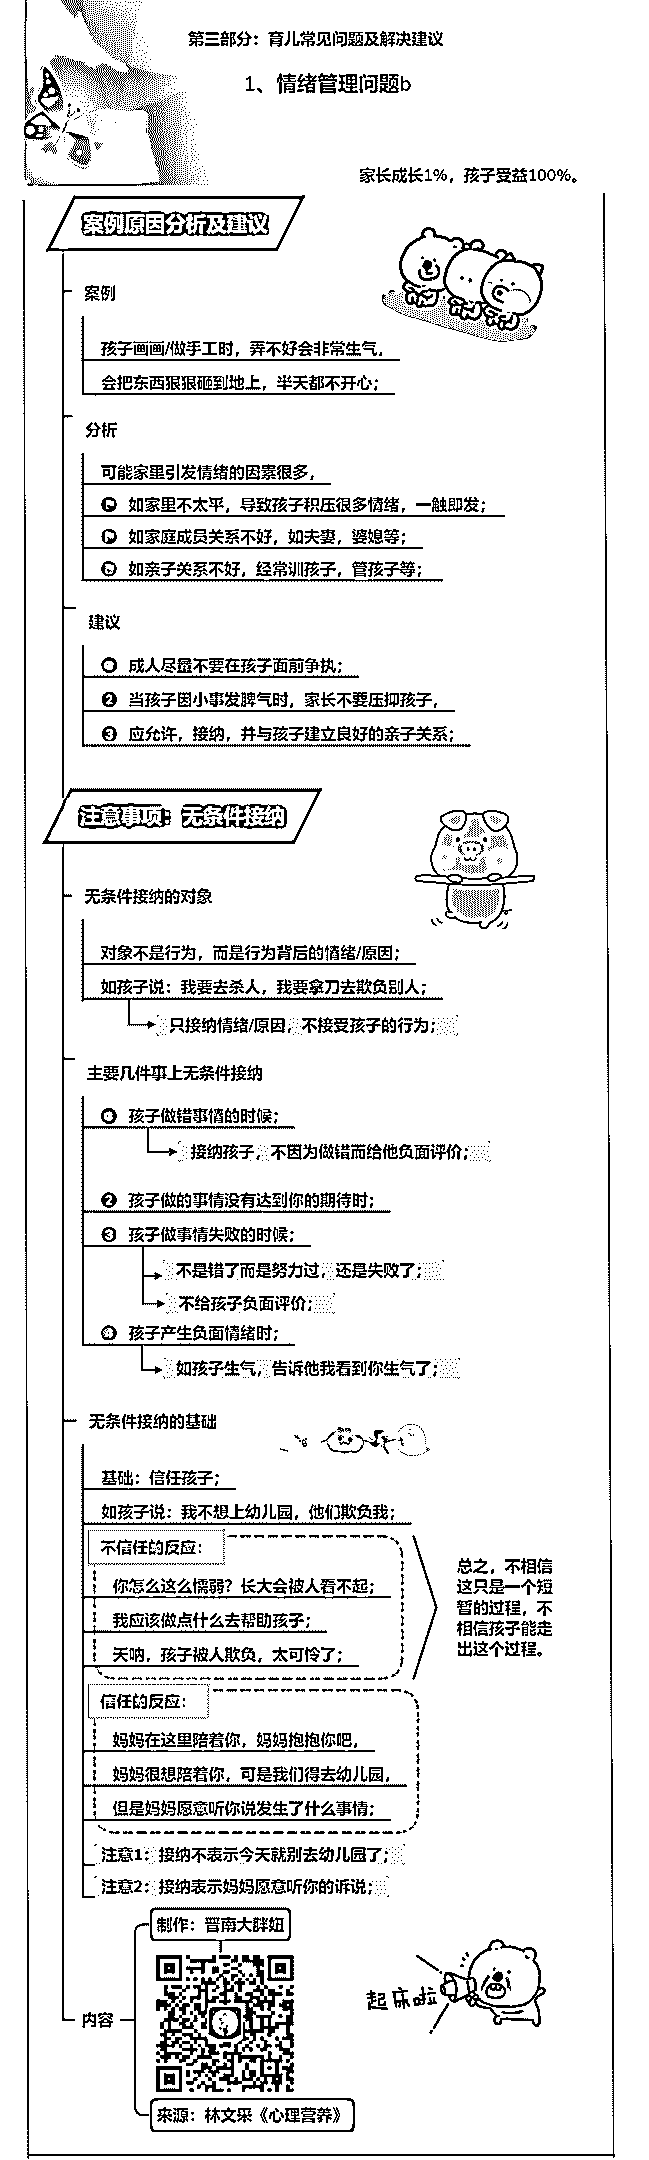 第三部分：育儿常见问题及解决建议
1、情绪管理问题b
家长成长1%，孩子受益100%。
案例原因分析及建议
案例
孩子画画/做手工时，弄不好会非常生气，
会把东西狠狠砸到地上，半天都不开心；
分析
可能家里引发情绪的因素很多，
如家里不太平，导致孩子积压很多情绪，一触即发；
如家庭成员关系不好，如夫妻，婆媳等；
如亲子关系不好，经常训孩子，管孩子等；
建议
❶ 成人尽量不要在孩子面前争执；
❷ 当孩子因小事发脾气时，家长不要压抑孩子，
❸ 应允许，接纳，并与孩子建立良好的亲子关系；
注意事项：无条件接纳
无条件接纳的对象
对象不是行为，而是行为背后的情绪/原因；
如孩子说：我要去杀人，我要拿刀去欺负别人；
只接纳情绪/原因，不接受孩子的行为；
主要几件事上无条件接纳
❶ 孩子做错事情的时候；
接纳孩子，不因为做错而给他负面评价；
❷ 孩子做的事情没有达到你的期待时；
❸ 孩子做事情失败的时候；
不是错了而是努力过，还是失败了；
不给孩子负面评价；
❹ 孩子产生负面情绪时；
如孩子生气，告诉他我看到你生气了；
无条件接纳的基础
基础：信任孩子；
如孩子说：我不想上幼儿园，他们欺负我；
不信任的反应：
你怎么这么懦弱？长大会被人看不起；
我应该做点什么去帮助孩子；
天呐，孩子被人欺负，太可怜了；
总之，不相信
这只是一个短
暂的过程，不
相信孩子能走
出这个过程。
信任的反应：
妈妈在这里陪着你，妈妈抱抱你吧，
妈妈很想陪着你，可是我们得去幼儿园，
但是妈妈愿意听你说发生了什么事情；
注意1：接纳不表示今天就别去幼儿园了；
注意2：接纳表示妈妈愿意听你的诉说；
制作：晋南大群妞
起床啦
内容
来源：林文采《心理营养》